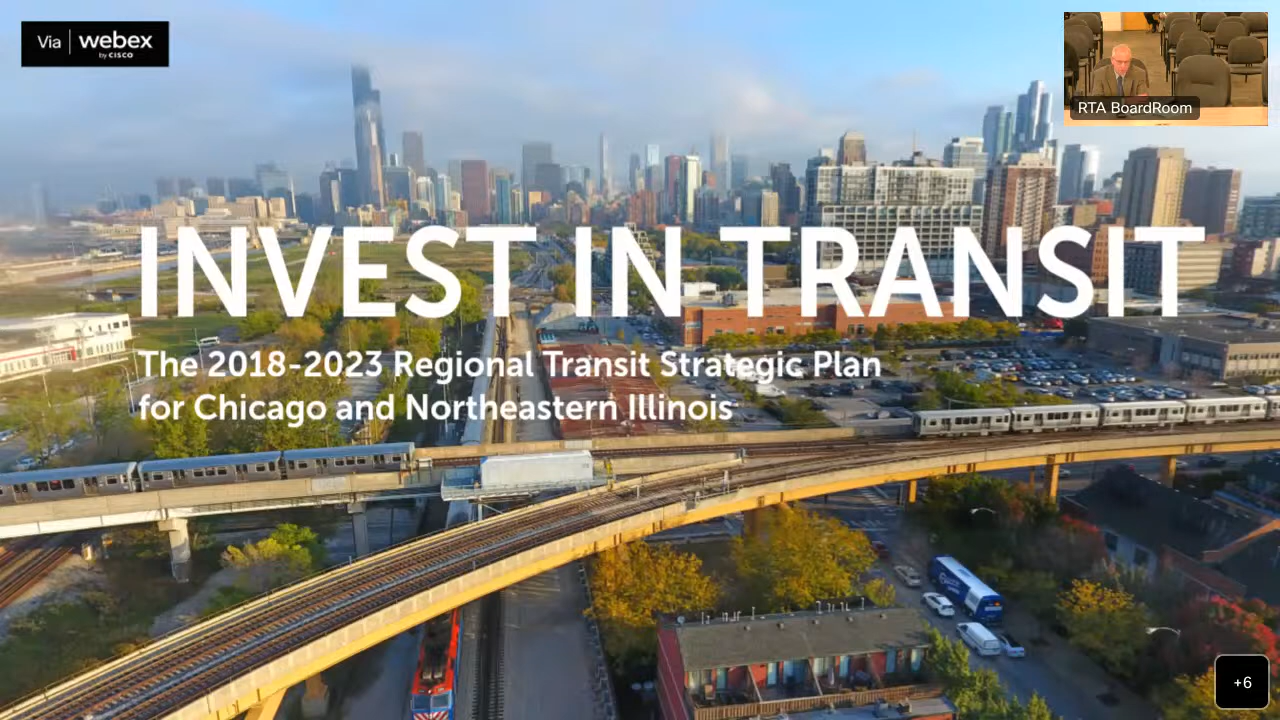 Via | webex
by CISCO
RTA BoardRoom
INVEST IN TRANSIT
The 2018-2023 Regional Transit Strategic Plan
for Chicago and Northeastern Illinois
+6